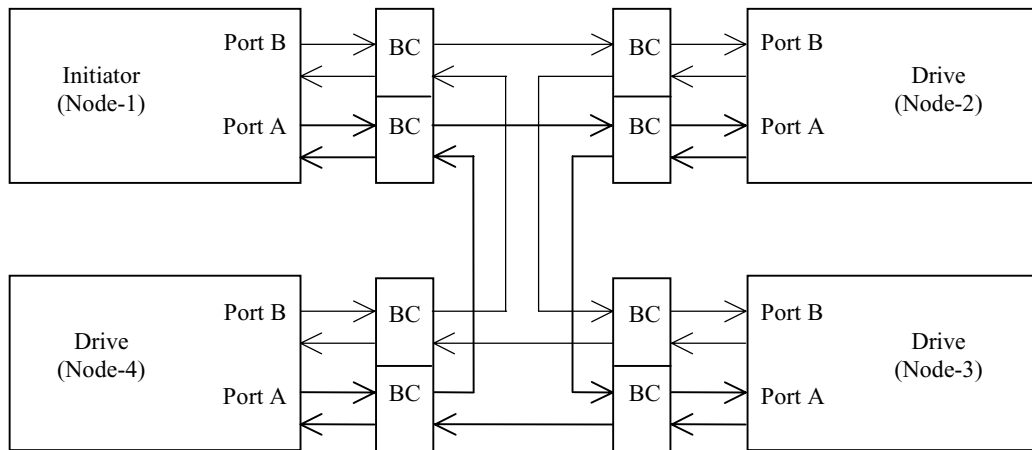 Port B
BC
BC
Port B
Initiator
(Node-1)
Drive
(Node-2)
Port A
BC
BC
Port A
Port B
BC
BC
Port B
Drive
(Node-4)
Drive
(Node-3)
Port A
BC
BC
Port A